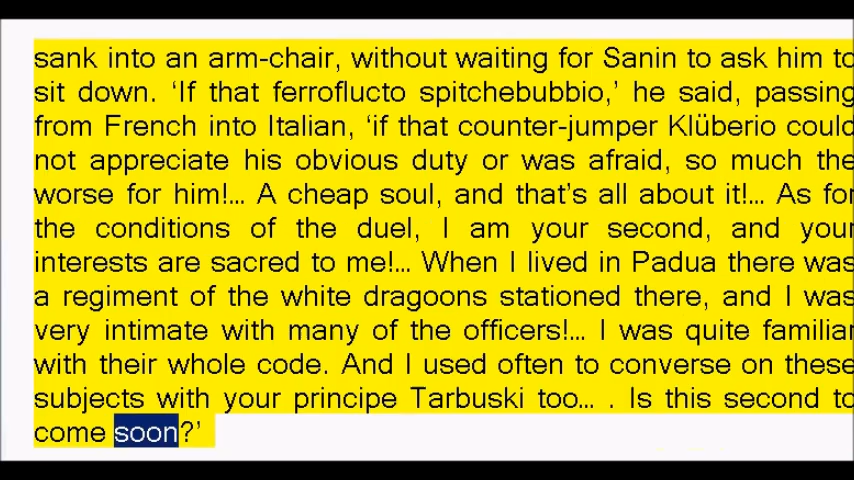 sank into an arm-chair, without waiting for Sanin to ask him to
sit down. ‘If that ferroflucto spitchebubbio,’ he said, passing
from French into Italian, ‘if that counter-jumper Klüberio could
not appreciate his obvious duty or was afraid, so much the
worse for him!... A cheap soul, and that’s all about it!... As for
the conditions of the duel, I am your second, and your
interests are sacred to me!... When I lived in Padua there was
a regiment of the white dragoons stationed there, and I was
very intimate with many of the officers!... I was quite familiar
with their whole code. And I used often to converse on these
subjects with your principe Tarbuski too... . Is this second to
come soon?’